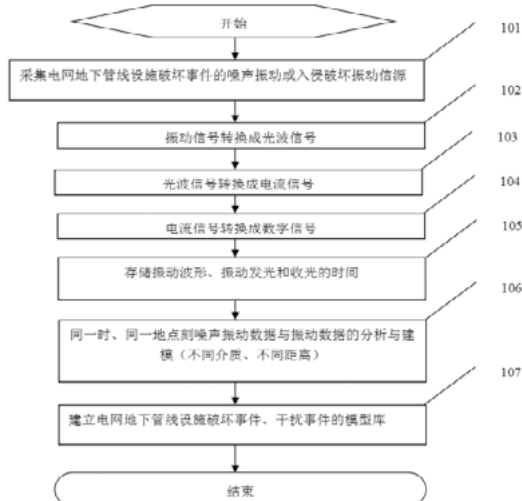 开始
101
采集电网地下管线设施破坏事件的噪声振动或入侵破坏振动信源
102
振动信号转换成光波信号
103
光波信号转换成电流信号
104
电流信号转换成数字信号
105
存储振动波形、振动发光和收光的时间
106
同一时、同一地点刻噪声振动数据与振动数据的分析与建
模（不同介质、不同距离）
107
建立电网地下管线设施破坏事件、干扰事件的模型库
结束